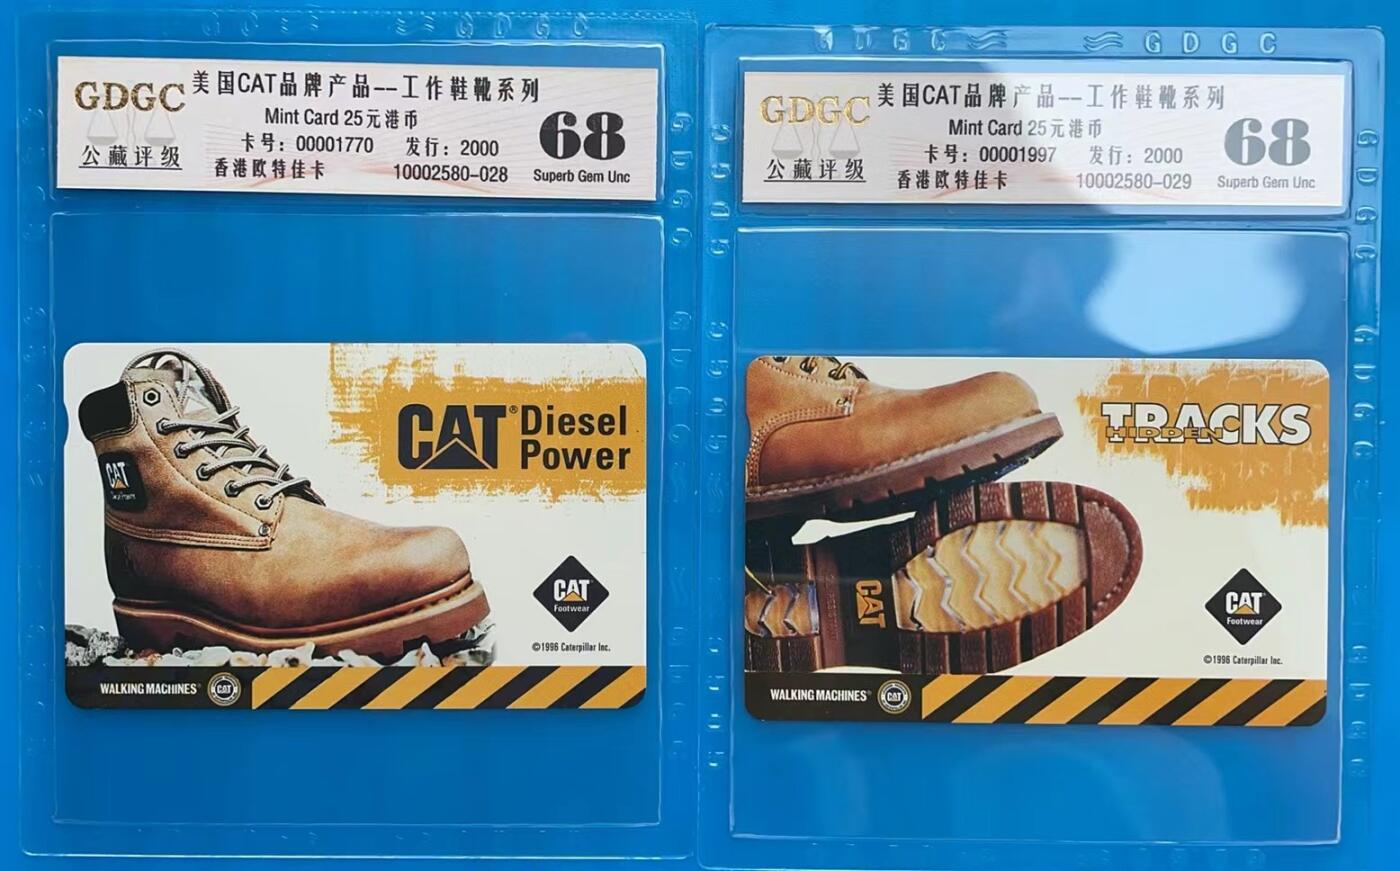 GDGC
GDGC
GDGC
公藏评级
美国CAT品牌产品--工作鞋靴系列
Mint Card 25元港币
卡号：00001770 发行：2000
香港欧特佳卡 10002580-028
68
Superb Gem Unc
CAT® Diesel
Power
CAT
CAT
Footwear
©1996 Caterpillar Inc.
WALKING MACHINES® CAT
GDGC
公藏评级
美国CAT品牌产品--工作鞋靴系列
Mint Card 25元港币
卡号：00001997 发行：2000
香港欧特佳卡 10002580-029
68
Superb Gem Unc
TRACKS
HIDDEN
CAT
CAT
Footwear
©1996 Caterpillar Inc.
WALKING MACHINES® CAT